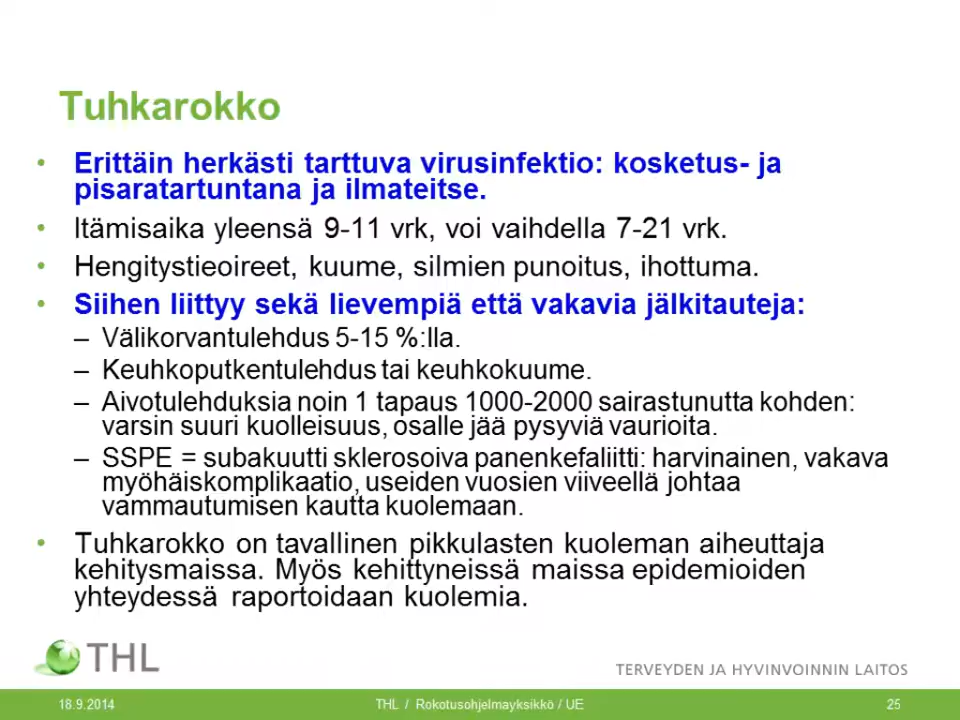 Tuhkarokko
• Erittäin herkästi tarttuva virusinfektio: kosketus- ja
pisaratartuntana ja ilmateitse.
• Itämisaika yleensä 9-11 vrk, voi vaihdella 7-21 vrk.
• Hengitystieoireet, kuume, silmien punoitus, ihottuma.
• Siihen liittyy sekä lievempiä että vakavia jälkitauteja:
– Välikorvantulehdus 5-15 %:lla.
– Keuhkoputkentulehdus tai keuhkokuume.
– Aivotulehduksia noin 1 tapaus 1000-2000 sairastunutta kohden:
varsin suuri kuolleisuus, osalle jää pysyviä vaurioita.
– SSPE = subakuutti sklerosoiva panenkefaliitti: harvinainen, vakava
myöhäiskomplikaatio, useiden vuosien viiveellä johtaa
vammautumisen kautta kuolemaan.
• Tuhkarokko on tavallinen pikkulasten kuoleman aiheuttaja
kehitysmaissa. Myös kehittyneissä maissa epidemioiden
yhteydessä raportoidaan kuolemia.
THL
TERVEYDEN JA HYVINVOINNIN LAITOS
18.9.2014 THL / Rokotusohjelmayksikkö / UE 25